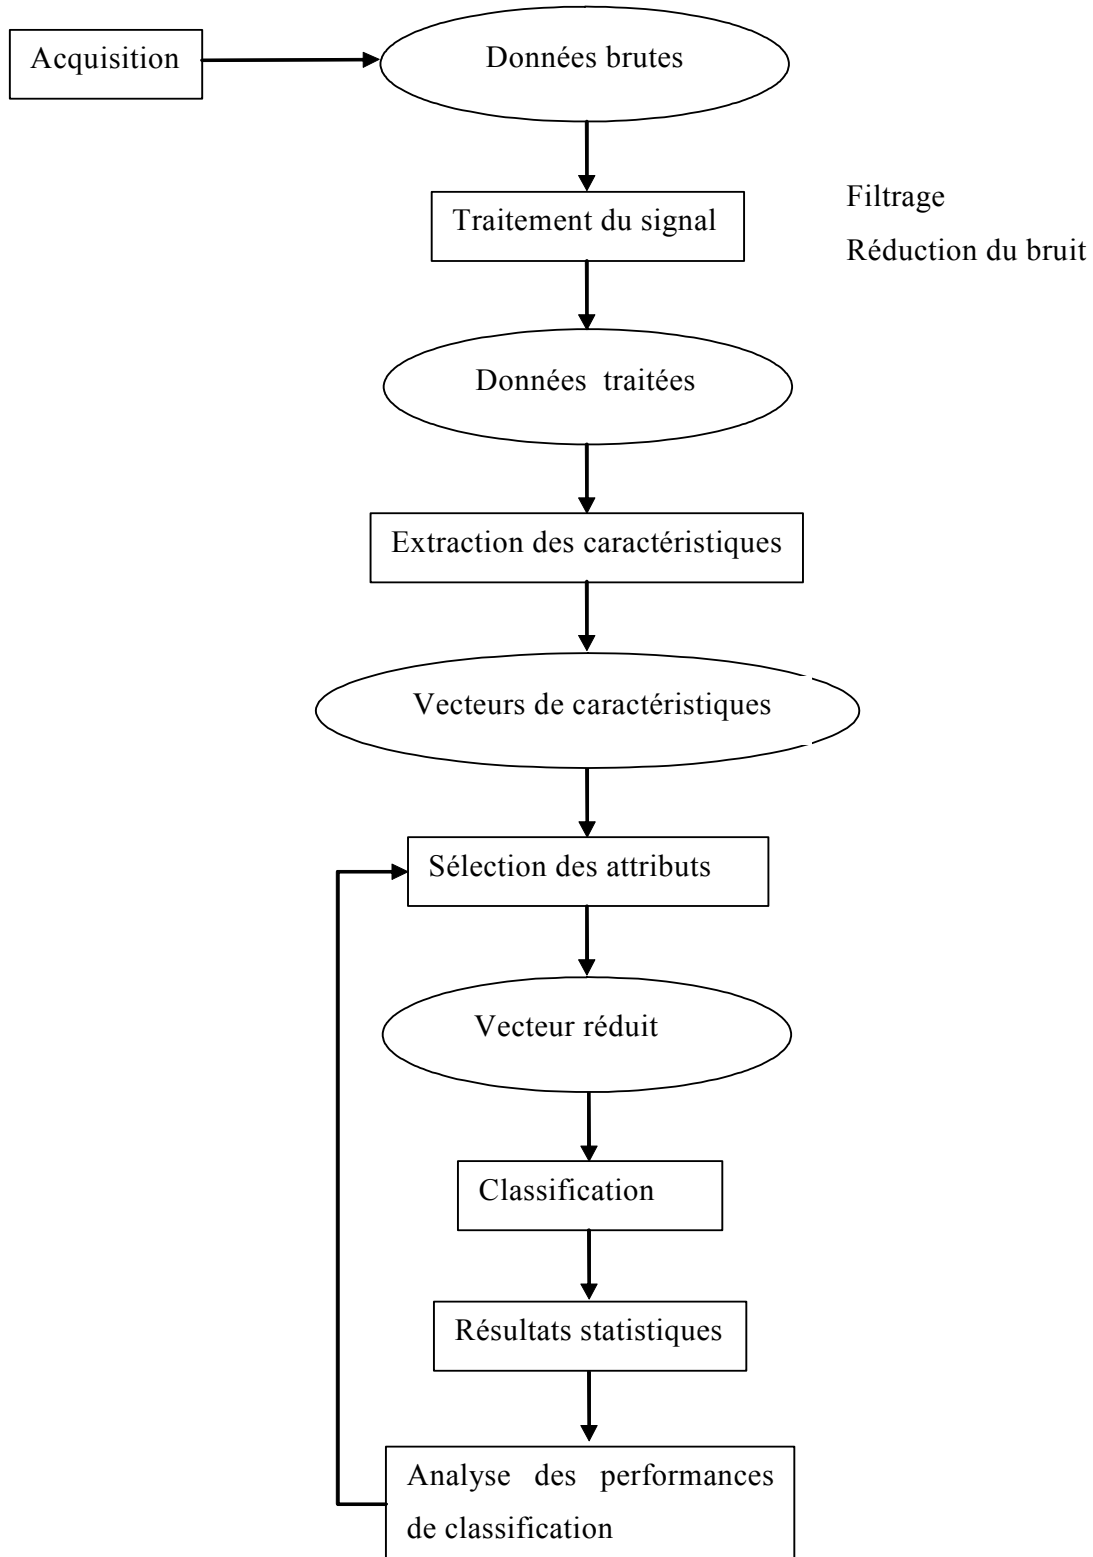 Acquisition
Données brutes
Traitement du signal
Filtrage
Réduction du bruit
Données traitées
Extraction des caractéristiques
Vecteurs de caractéristiques
Sélection des attributs
Vecteur réduit
Classification
Résultats statistiques
Analyse des performances
de classification